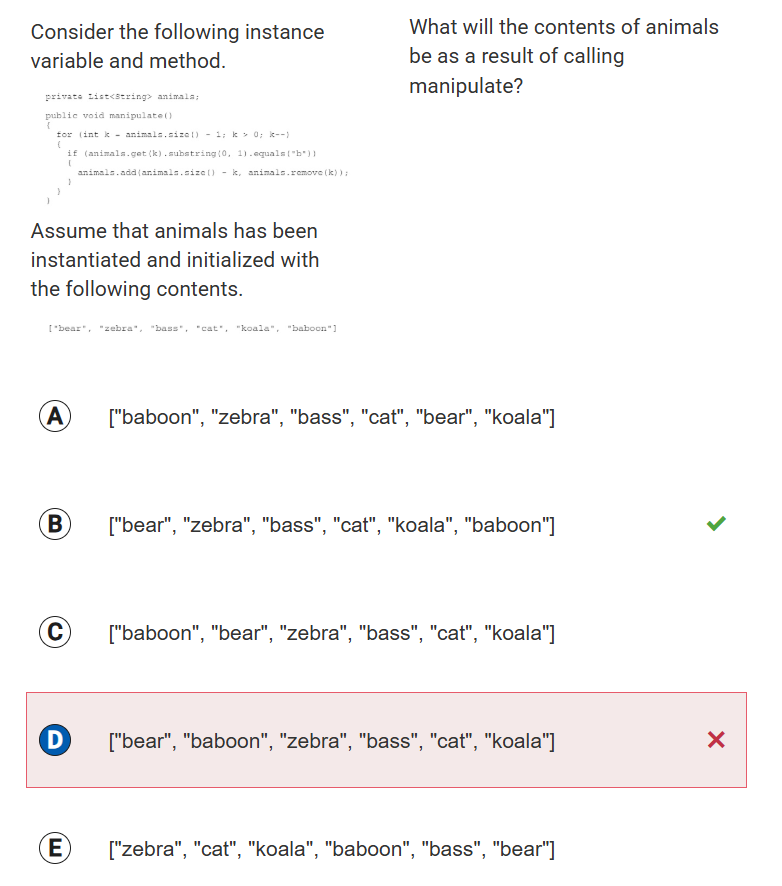 Consider the following instance
variable and method.
private List<String> animals;
public void manipulate()
{
for (int k = animals.size() - 1; k > 0; k--)
{
if (animals.get(k).substring(0, 1).equals("b"))
{
animals.add(animals.size() - k, animals.remove(k));
}
}
}
Assume that animals has been
instantiated and initialized with
the following contents.
["bear", "zebra", "bass", "cat", "koala", "baboon"]
What will the contents of animals
be as a result of calling
manipulate?
A ["baboon", "zebra", "bass", "cat", "bear", "koala"]
B ["bear", "zebra", "bass", "cat", "koala", "baboon"]
C ["baboon", "bear", "zebra", "bass", "cat", "koala"]
D ["bear", "baboon", "zebra", "bass", "cat", "koala"]
E ["zebra", "cat", "koala", "baboon", "bass", "bear"]